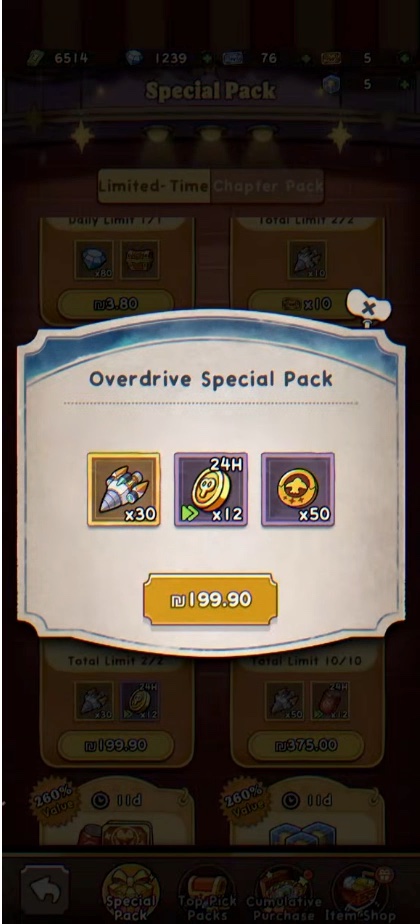 6514 1239 76 5
Special Pack 5
Limited-Time Chapter Pack
Daily Limit 1/1 Total Limit 2/2
x80 x10
₪3.80 x10
Overdrive Special Pack
24H
x30 x12 x50
₪199.90
Total Limit 2/2 Total Limit 10/10
24H 24H
x30 x12 x50 x12
₪199.90 ₪375.00
260% Value 11d 260% Value 11d
Special Pack Top Pick Packs Cumulative Purchase Item Shop